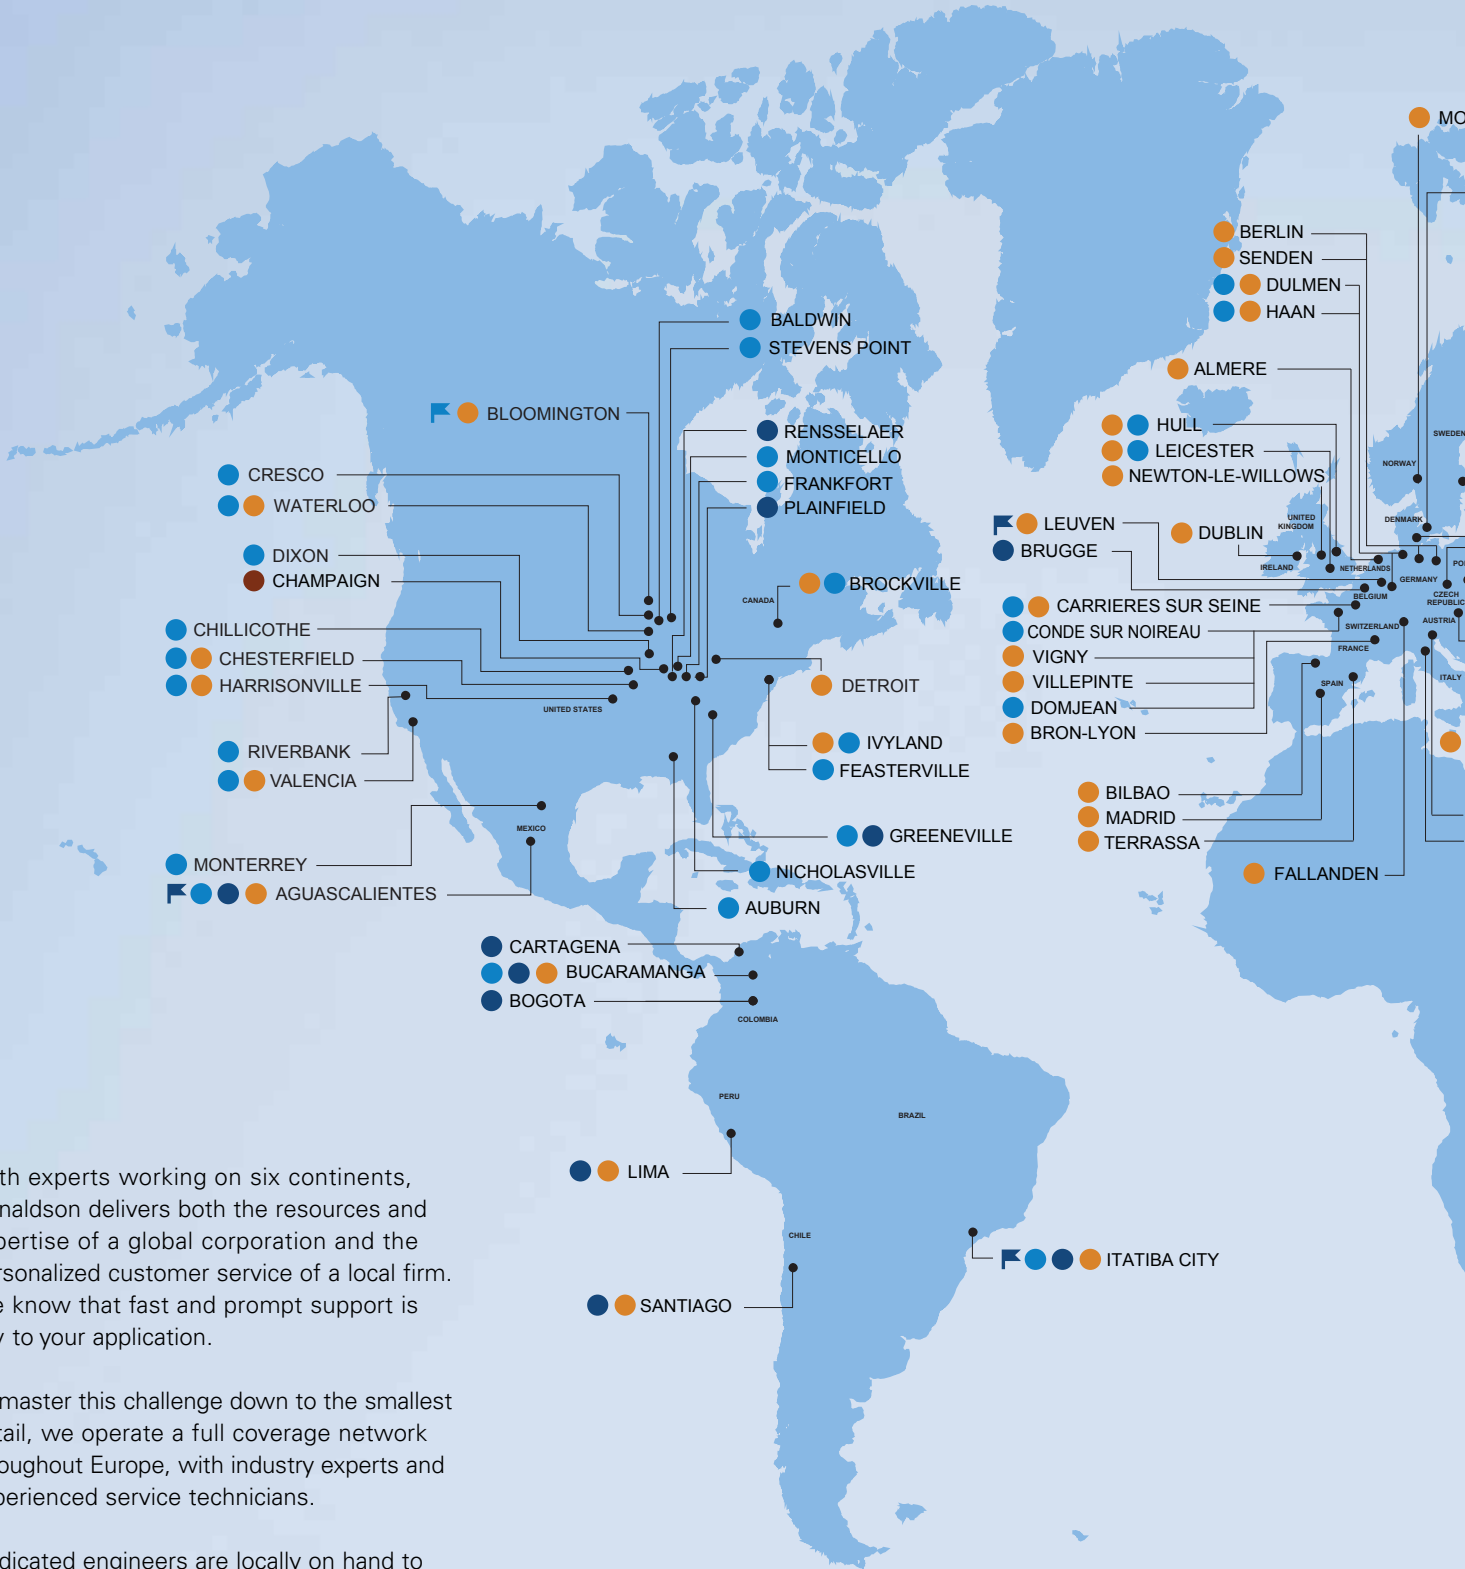 MO
BERLIN
SENDEN
DULMEN
HAAN
BALDWIN
STEVENS POINT
ALMERE
BLOOMINGTON
RENSSELAER
MONTICELLO
FRANKFORT
PLAINFIELD
HULL
LEICESTER
NEWTON-LE-WILLOWS
SWEDEN
NORWAY
CRESCO
WATERLOO
UNITED
KINGDOM
DENMARK
LEUVEN
BRUGGE
DUBLIN
DIXON
CHAMPAIGN
IRELAND
NETHERLANDS
GERMANY
PO
BELGIUM
CZECH
REPUBLIC
BROCKVILLE
CANADA
CARRIERES SUR SEINE
CONDE SUR NOIREAU
VIGNY
VILLEPINTE
DOMJEAN
BRON-LYON
SWITZERLAND
AUSTRIA
FRANCE
SPAIN
ITALY
CHILLICOTHE
CHESTERFIELD
HARRISONVILLE
UNITED STATES
DETROIT
RIVERBANK
VALENCIA
IVYLAND
FEASTERVILLE
BILBAO
MADRID
TERRASSA
FALLANDEN
MEXICO
GREENEVILLE
NICHOLASVILLE
AUBURN
MONTERREY
AGUASCALIENTES
CARTAGENA
BUCARAMANGA
BOGOTA
COLOMBIA
PERU
BRAZIL
LIMA
CHILE
ITATIBA CITY
SANTIAGO
th experts working on six continents,
naldson delivers both the resources and
pertise of a global corporation and the
rsonalized customer service of a local firm.
e know that fast and prompt support is
y to your application.
master this challenge down to the smallest
tail, we operate a full coverage network
oughout Europe, with industry experts and
perienced service technicians.
dicated engineers are locally on hand to